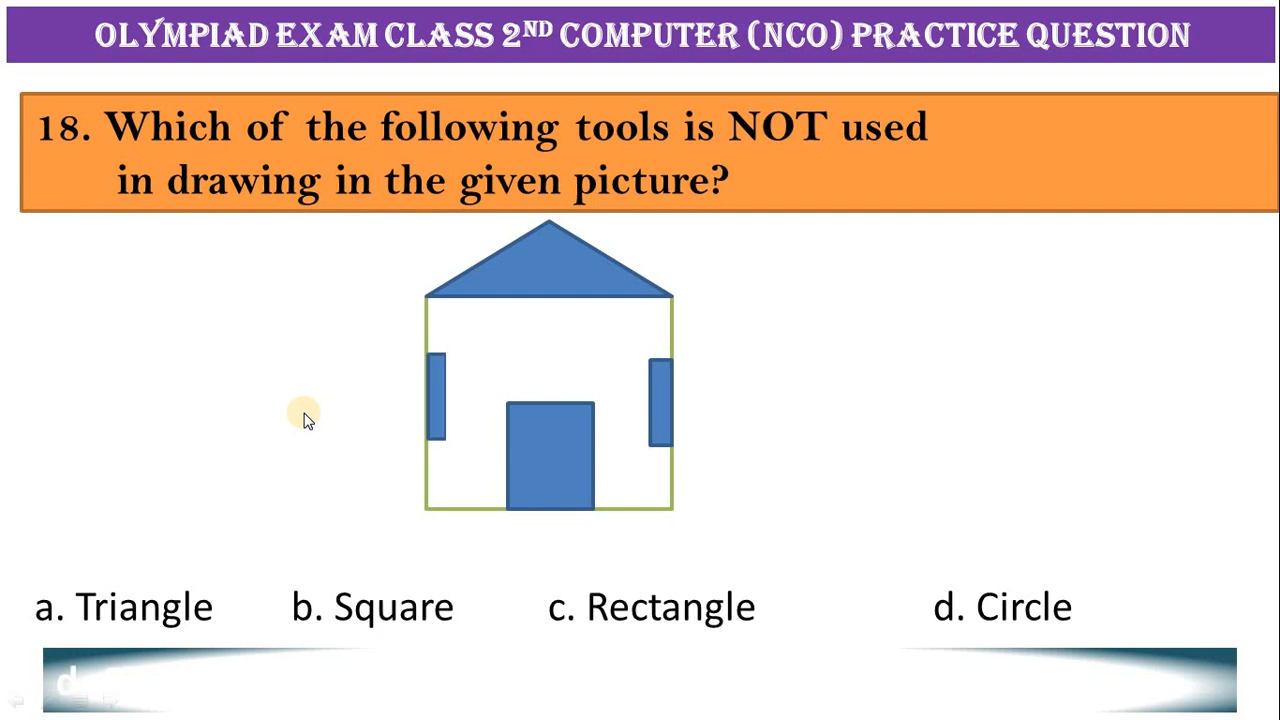 OLYMPIAD EXAM CLASS 2ND COMPUTER (NCO) PRACTICE QUESTION
18. Which of the following tools is NOT used
in drawing in the given picture?
a. Triangle b. Square c. Rectangle d. Circle
d.